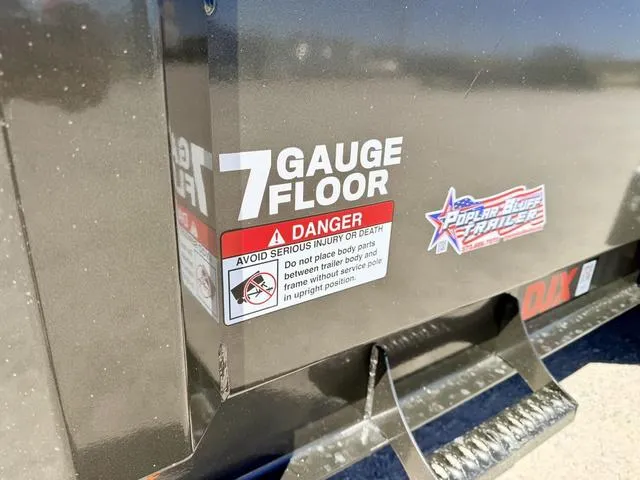 7 GAUGE
FLOOR
DANGER
AVOID SERIOUS INJURY OR DEATH
Do not place body parts
between trailer body and
frame without service pole
in upright position.
POPLAR BLUFF
TRAILER
DJX